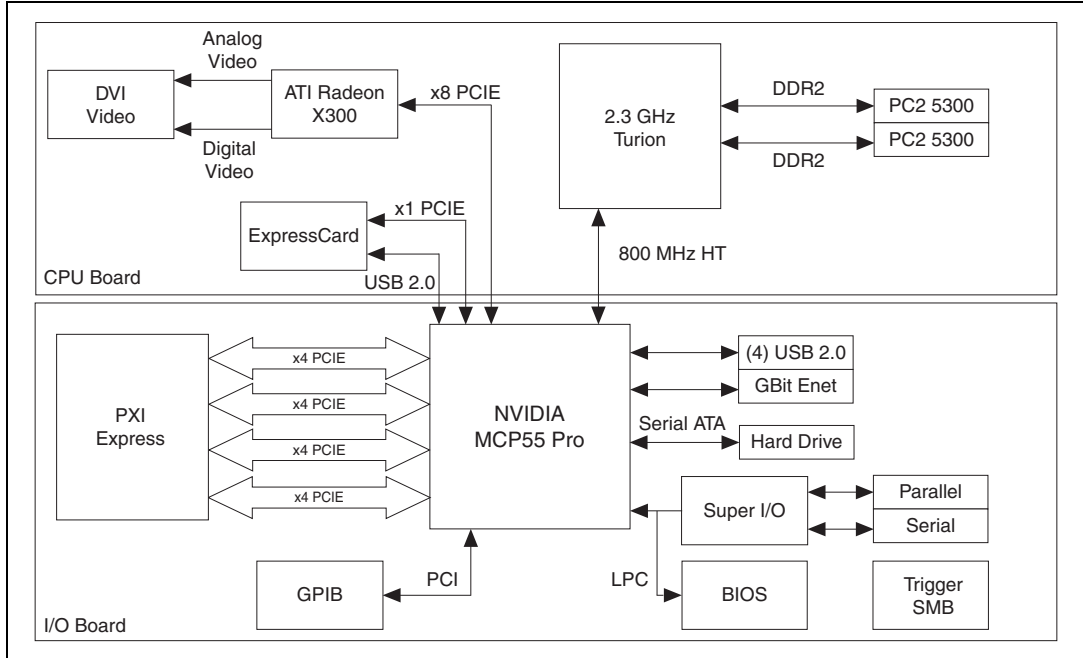 Analog
Video
DVI
Video
ATI Radeon
X300
Digital
Video
x8 PCIE
2.3 GHz
Turion
DDR2
DDR2
PC2 5300
PC2 5300
x1 PCIE
ExpressCard
USB 2.0
800 MHz HT
CPU Board
PXI
Express
x4 PCIE
x4 PCIE
x4 PCIE
x4 PCIE
NVIDIA
MCP55 Pro
(4) USB 2.0
GBit Enet
Serial ATA
Hard Drive
Super I/O
Parallel
Serial
GPIB
PCI
LPC
BIOS
Trigger
SMB
I/O Board